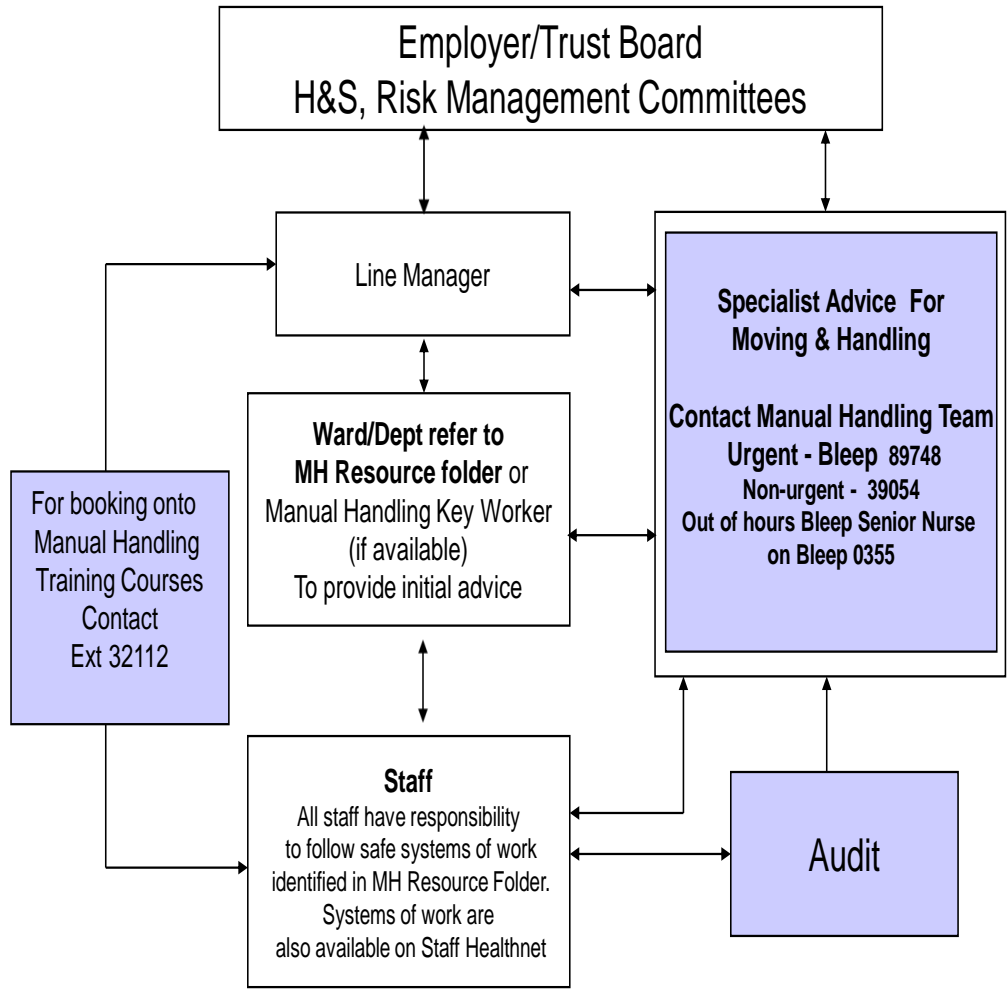 Employer/Trust Board
H&S, Risk Management Committees
Line Manager
Specialist Advice For
Moving & Handling
Contact Manual Handling Team
Urgent - Bleep 89748
Non-urgent - 39054
Out of hours Bleep Senior Nurse
on Bleep 0355
Ward/Dept refer to
MH Resource folder or
Manual Handling Key Worker
(if available)
To provide initial advice
For booking onto
Manual Handling
Training Courses
Contact
Ext 32112
Staff
All staff have responsibility
to follow safe systems of work
identified in MH Resource Folder.
Systems of work are
also available on Staff Healthnet
Audit